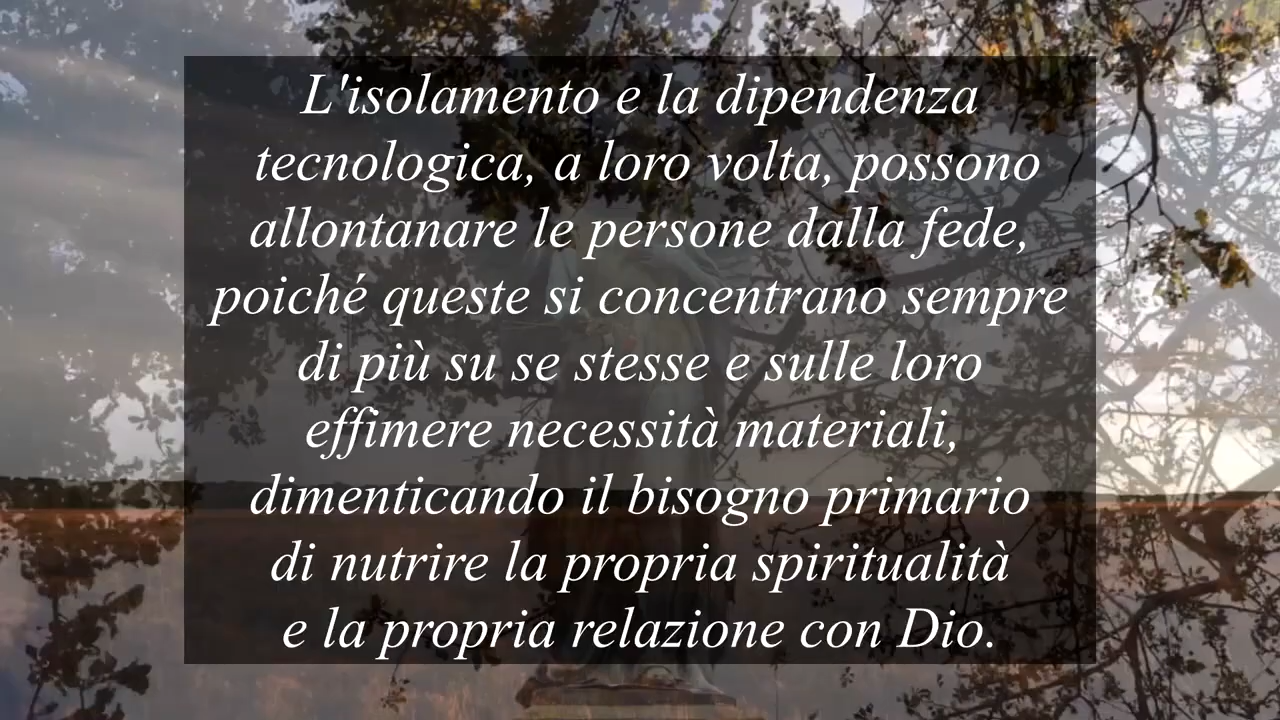 L'isolamento e la dipendenza
tecnologica, a loro volta, possono
allontanare le persone dalla fede,
poiché queste si concentrano sempre
di più su se stesse e sulle loro
effimere necessità materiali,
dimenticando il bisogno primario
di nutrire la propria spiritualità
e la propria relazione con Dio.